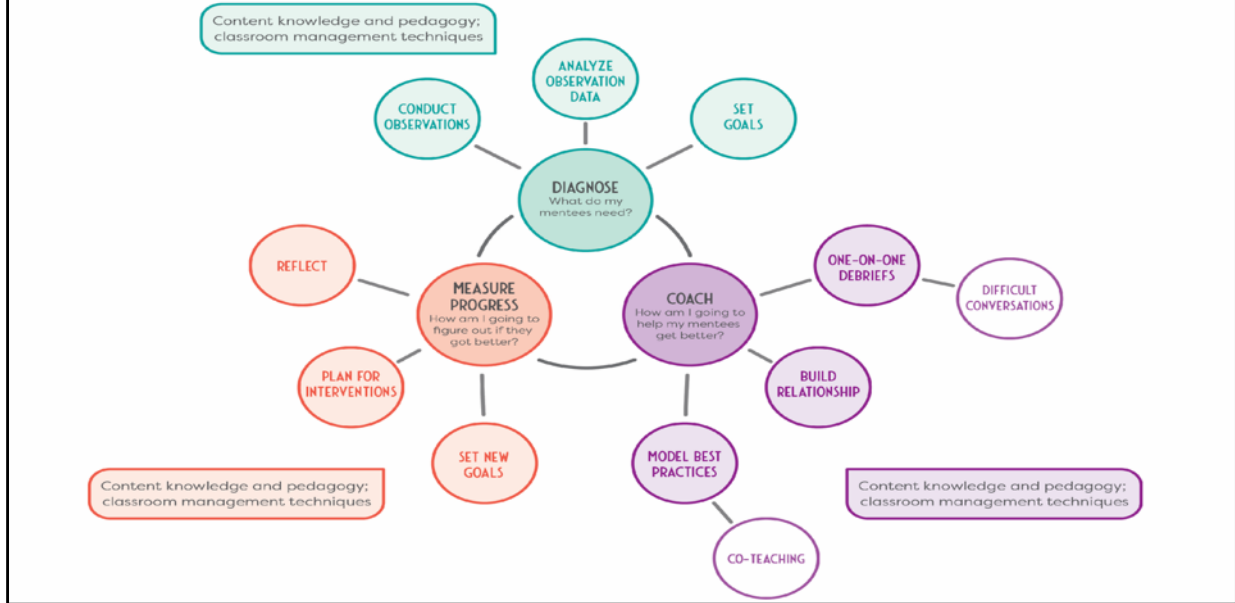 Content knowledge and pedagogy;
classroom management techniques
ANALYZE
OBSERVATION
DATA
CONDUCT
OBSERVATIONS
SET
GOALS
DIAGNOSE
What do my
mentees need?
REFLECT
MEASURE
PROGRESS
How am I going to
figure out if they
got better?
COACH
How am I going to
help my mentees
get better?
ONE-ON-ONE
DEBRIEFS
DIFFICULT
CONVERSATIONS
PLAN FOR
INTERVENTIONS
BUILD
RELATIONSHIP
SET NEW
GOALS
MODEL BEST
PRACTICES
Content knowledge and pedagogy;
classroom management techniques
Content knowledge and pedagogy;
classroom management techniques
CO-TEACHING